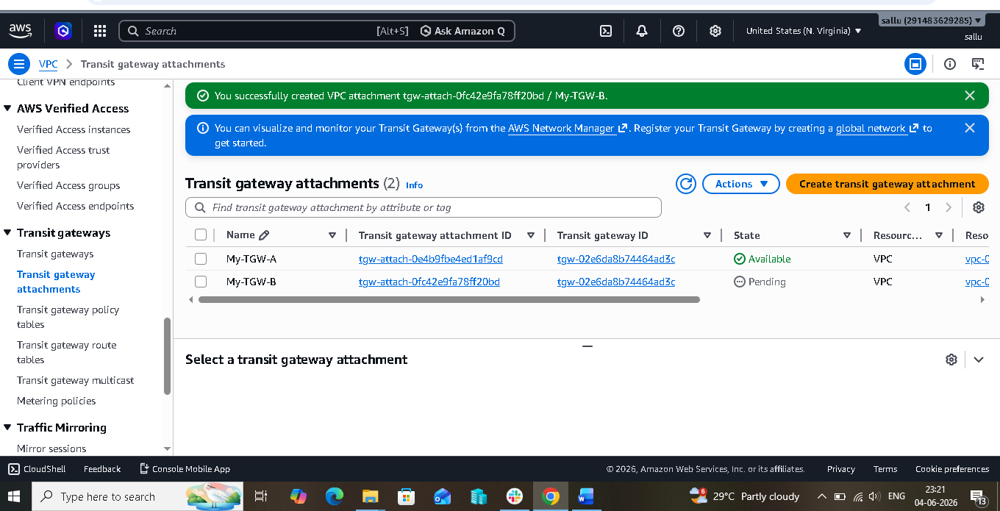 aws
Search [Alt+S] Ask Amazon Q
United States (N. Virginia) ▼
sallu (291483629285) ▼
sallu
VPC > Transit gateway attachments
Client VPN endpoints
AWS Verified Access
Verified Access instances
Verified Access trust
providers
Verified Access groups
Verified Access endpoints
Transit gateways
Transit gateways
Transit gateway
attachments
Transit gateway policy
tables
Transit gateway route
tables
Transit gateway multicast
Metering policies
Traffic Mirroring
Mirror sessions
You successfully created VPC attachment tgw-attach-0fc42e9fa78ff20bd / My-TGW-B.
You can visualize and monitor your Transit Gateway(s) from the AWS Network Manager. Register your Transit Gateway by creating a global network to
get started.
Transit gateway attachments (2) Info
Actions ▼ Create transit gateway attachment
Find transit gateway attachment by attribute or tag
1
Name Transit gateway attachment ID Transit gateway ID State Resourc... Reso
My-TGW-A tgw-attach-0e4b9fbe4ed1af9cd tgw-02e6da8b74464ad3c Available VPC vpc-0
My-TGW-B tgw-attach-0fc42e9fa78ff20bd tgw-02e6da8b74464ad3c Pending VPC vpc-0
Select a transit gateway attachment
CloudShell Feedback Console Mobile App © 2026, Amazon Web Services, Inc. or its affiliates. Privacy Terms Cookie preferences
Type here to search
6
29°C Partly cloudy
ENG
23:21
04-06-2026
13